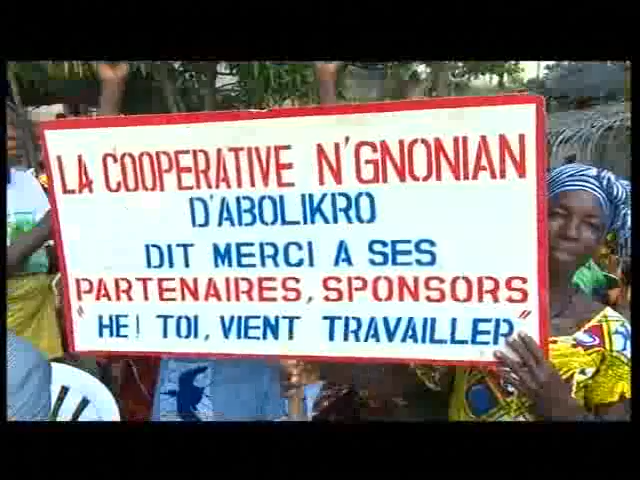 LA COOPERATIVE N'GNONIAN
D'ABOLIKRO
DIT MERCI A SES
PARTENAIRES, SPONSORS
"HE! TOI, VIENT TRAVAILLER"